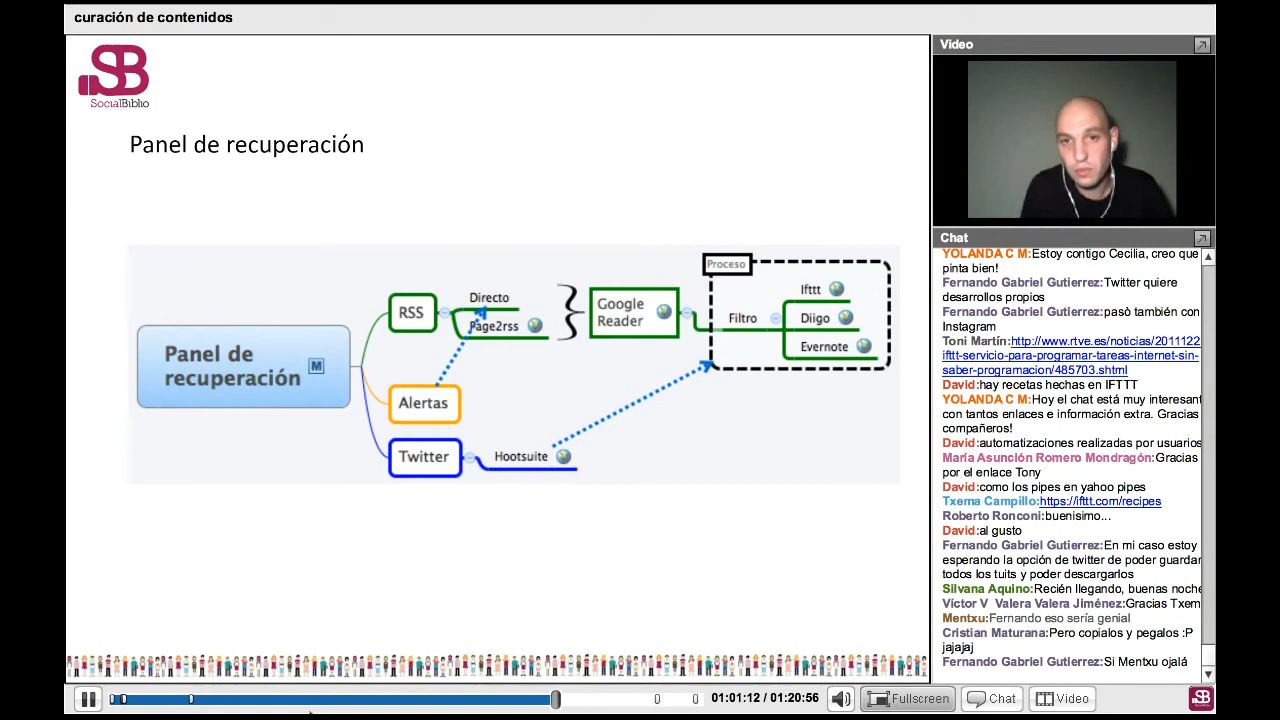 curación de contenidos
SB
SocialBiblio
Panel de recuperación
Panel de
recuperación
M
RSS
Directo
Page2rss
Alertas
Twitter
Hootsuite
Google
Reader
Proceso
Filtro
Ifttt
Diigo
Evernote
Video
Chat
YOLANDA C M:Estoy contigo Cecilia, creo que
pinta bien!
Fernando Gabriel Gutierrez:Twitter quiere
desarrollos propios
Fernando Gabriel Gutierrez:pasò también con
Instagram
Toni Martín:http://www.rtve.es/noticias/2011122
ifttt-servicio-para-programar-tareas-internet-sin-
saber-programacion/485703.shtml
David:hay recetas hechas en IFTTT
YOLANDA C M:Hoy el chat está muy interesant
con tantos enlaces e información extra. Gracias
compañeros!
David:automatizaciones realizadas por usuarios
María Asunción Romero Mondragón:Gracias
por el enlace Tony
David:como los pipes en yahoo pipes
Txema Campillo:https://ifttt.com/recipes
Roberto Ronconi:buenisimo...
David:al gusto
Fernando Gabriel Gutierrez:En mi caso estoy
esperando la opción de twitter de poder guardar
todos los tuits y poder descargarlos
Silvana Aquino:Recién llegando, buenas noche
Víctor V Valera Valera Jiménez:Gracias Txem
Mentxu:Fernando eso sería genial
Cristian Maturana:Pero copialos y pegalos :P
jajajaj
Fernando Gabriel Gutierrez:Si Mentxu ojalá
01:01:12 / 01:20:56
Fullscreen
Chat
Video
SB